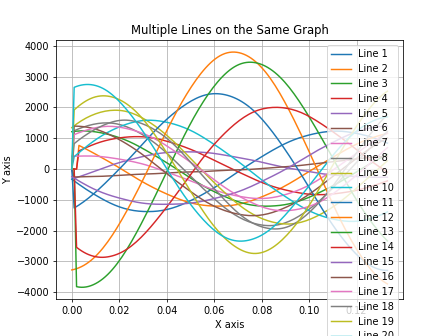 Multiple Lines on the Same Graph
4000
3000
2000
1000
0
−1000
−2000
−3000
−4000
Y axis
0.00
0.02
0.04
0.06
0.08
0.10
X axis
Line 1
Line 2
Line 3
Line 4
Line 5
Line 6
Line 7
Line 8
Line 9
Line 10
Line 11
Line 12
Line 13
Line 14
Line 15
Line 16
Line 17
Line 18
Line 19
Line 20